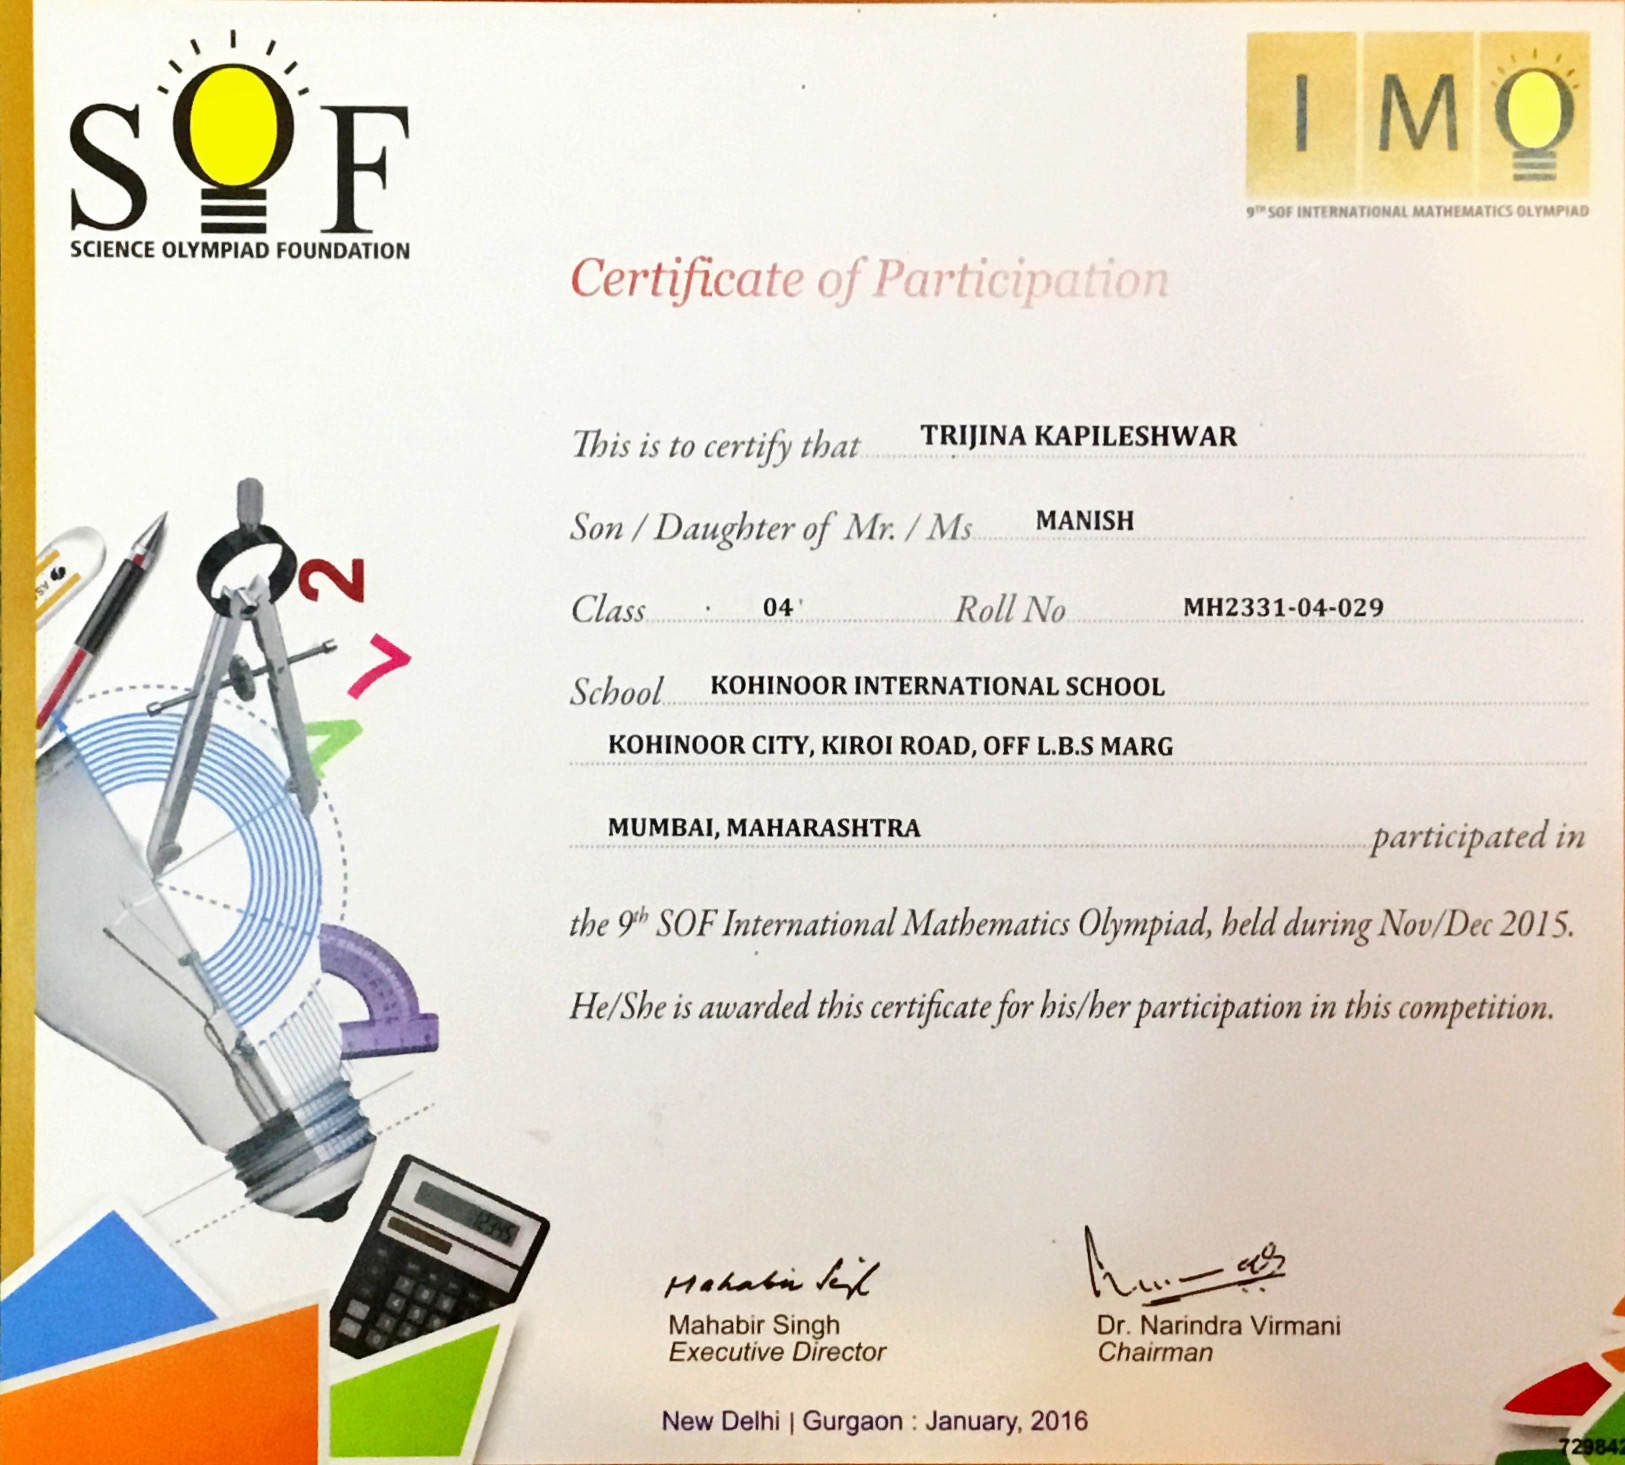 SOF
SCIENCE OLYMPIAD FOUNDATION
IMO
9TH SOF INTERNATIONAL MATHEMATICS OLYMPIAD
Certificate of Participation
This is to certify that TRIJINA KAPILESHWAR
Son / Daughter of Mr. / Ms MANISH
Class 04 Roll No MH2331-04-029
School KOHINOOR INTERNATIONAL SCHOOL
KOHINOOR CITY, KIROI ROAD, OFF L.B.S MARG
MUMBAI, MAHARASHTRA participated in
the 9th SOF International Mathematics Olympiad, held during Nov/Dec 2015.
He/She is awarded this certificate for his/her participation in this competition.
2
7
12345
Mahabir Singh
Mahabir Singh
Executive Director
Dr. Narindra Virmani
Chairman
New Delhi | Gurgaon : January, 2016
729842